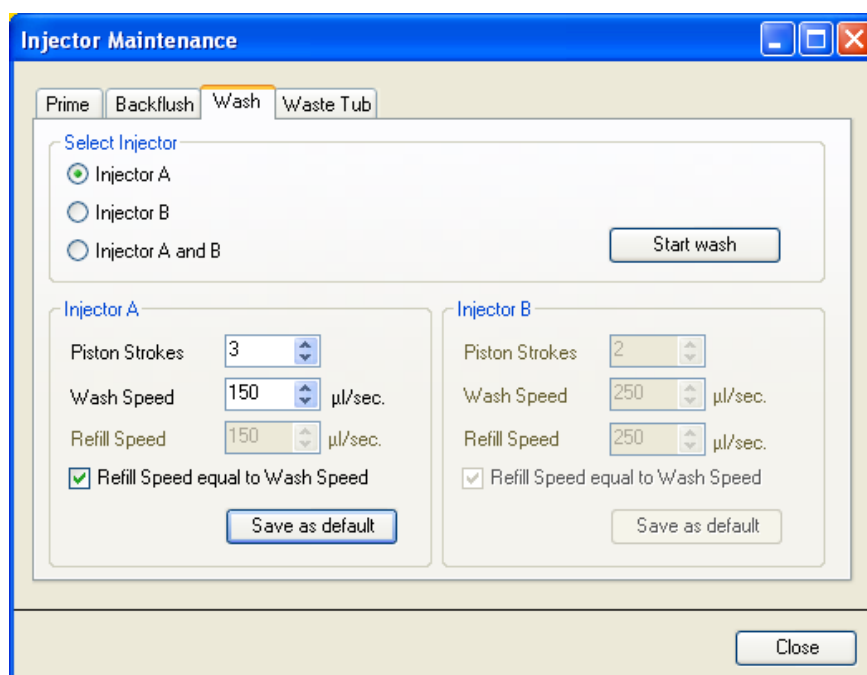 Injector Maintenance
Prime Backflush Wash Waste Tub
Select Injector
Injector A
Injector B
Injector A and B
Start wash
Injector A
Piston Strokes 3
Wash Speed 150 µl/sec.
Refill Speed 150 µl/sec.
Refill Speed equal to Wash Speed
Save as default
Injector B
Piston Strokes 2
Wash Speed 250 µl/sec.
Refill Speed 250 µl/sec.
Refill Speed equal to Wash Speed
Save as default
Close